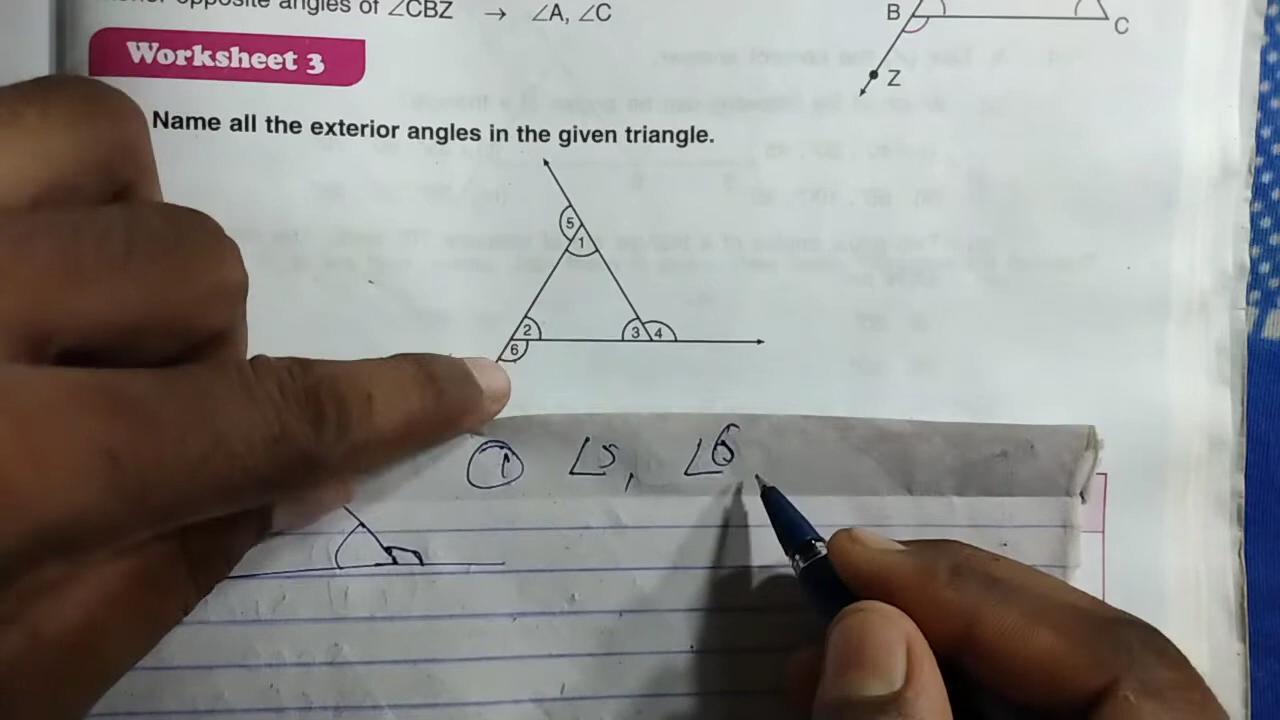 opposite angles of ∠CBZ → ∠A, ∠C
B
C
Z
Worksheet 3
Name all the exterior angles in the given triangle.
5
1
2
3 4
6
1 ∠5, ∠6